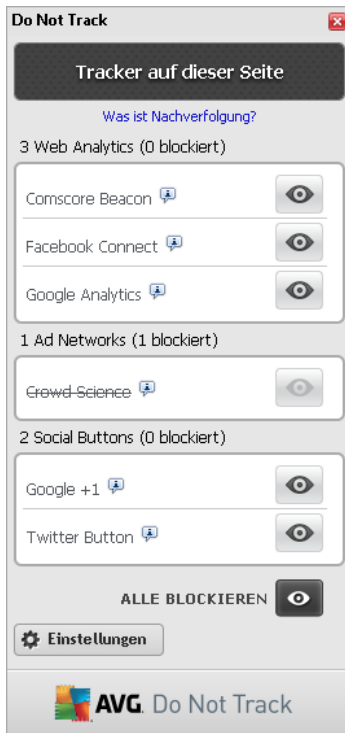 Do Not Track
Tracker auf dieser Seite
Was ist Nachverfolgung?
3 Web Analytics (0 blockiert)
Comscore Beacon
Facebook Connect
Google Analytics
1 Ad Networks (1 blockiert)
Crowd Science
2 Social Buttons (0 blockiert)
Google +1
Twitter Button
ALLE BLOCKIEREN
Einstellungen
AVG. Do Not Track